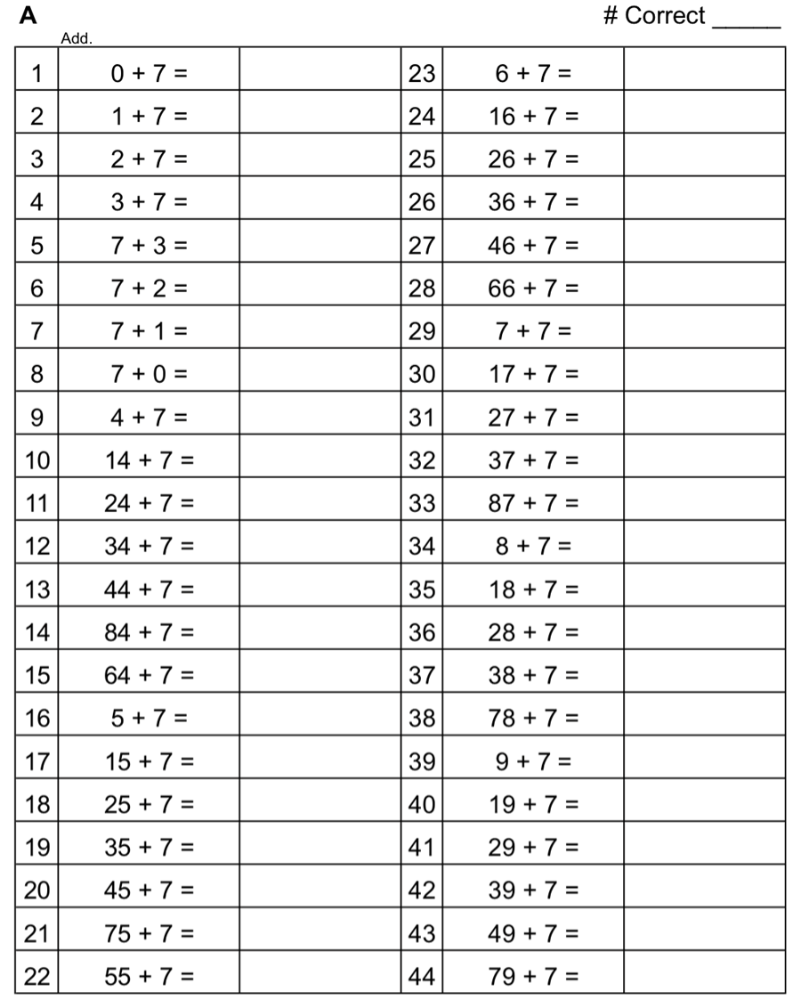 A # Correct _____
Add.
1 0 + 7 = 23 6 + 7 =
2 1 + 7 = 24 16 + 7 =
3 2 + 7 = 25 26 + 7 =
4 3 + 7 = 26 36 + 7 =
5 7 + 3 = 27 46 + 7 =
6 7 + 2 = 28 66 + 7 =
7 7 + 1 = 29 7 + 7 =
8 7 + 0 = 30 17 + 7 =
9 4 + 7 = 31 27 + 7 =
10 14 + 7 = 32 37 + 7 =
11 24 + 7 = 33 87 + 7 =
12 34 + 7 = 34 8 + 7 =
13 44 + 7 = 35 18 + 7 =
14 84 + 7 = 36 28 + 7 =
15 64 + 7 = 37 38 + 7 =
16 5 + 7 = 38 78 + 7 =
17 15 + 7 = 39 9 + 7 =
18 25 + 7 = 40 19 + 7 =
19 35 + 7 = 41 29 + 7 =
20 45 + 7 = 42 39 + 7 =
21 75 + 7 = 43 49 + 7 =
22 55 + 7 = 44 79 + 7 =